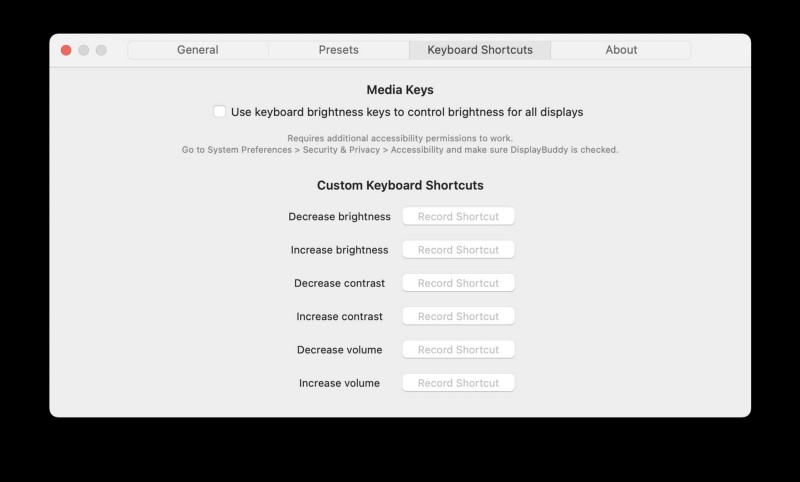 General Presets Keyboard Shortcuts About
Media Keys
Use keyboard brightness keys to control brightness for all displays
Requires additional accessibility permissions to work.
Go to System Preferences > Security & Privacy > Accessibility and make sure DisplayBuddy is checked.
Custom Keyboard Shortcuts
Decrease brightness Record Shortcut
Increase brightness Record Shortcut
Decrease contrast Record Shortcut
Increase contrast Record Shortcut
Decrease volume Record Shortcut
Increase volume Record Shortcut